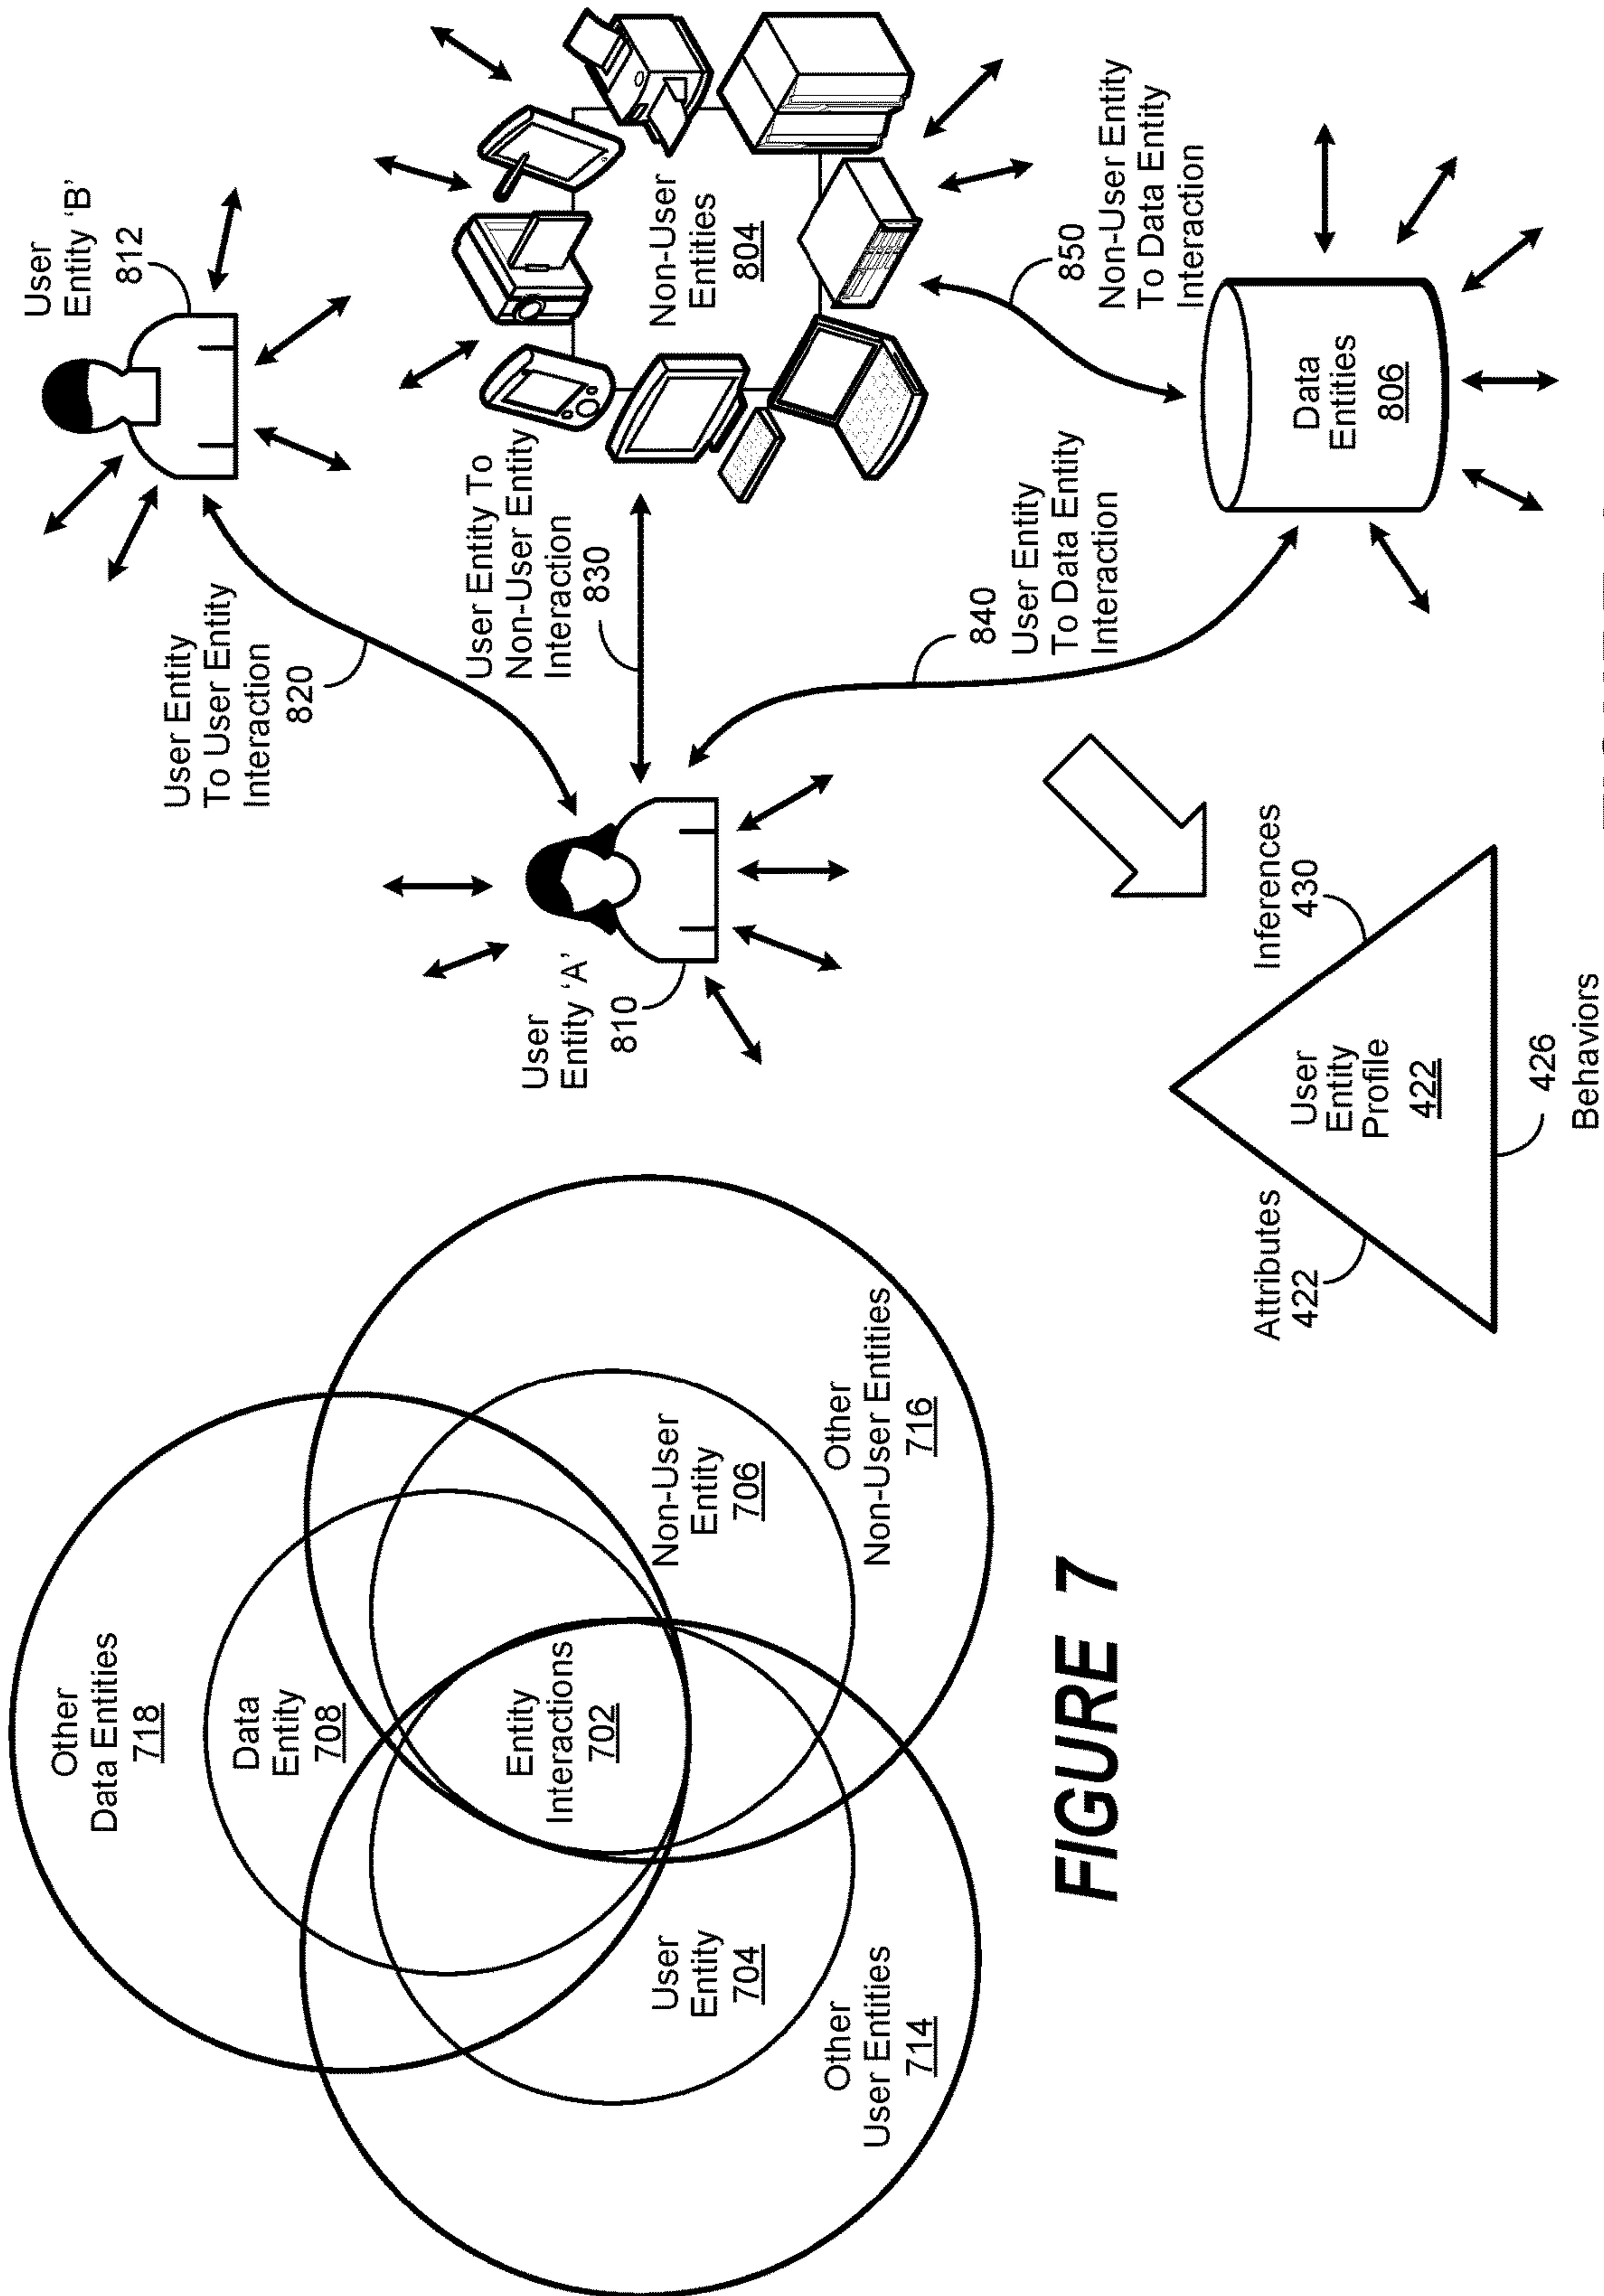 Other
Data Entities
718
Data
Entity
708
Entity
Interactions
702
User
Entity
704
Non-User
Entity
706
Other
User Entities
714
Other
Non-User Entities
716
FIGURE 7
User
Entity 'B'
812
User Entity
To User Entity
Interaction
820
User
Entity 'A'
810
User Entity To
Non-User Entity
Interaction
830
Non-User
Entities
804
840
User Entity
To Data Entity
Interaction
850
Non-User Entity
To Data Entity
Interaction
Data
Entities
806
Attributes
422
Inferences
430
User
Entity
Profile
422
426
Behaviors